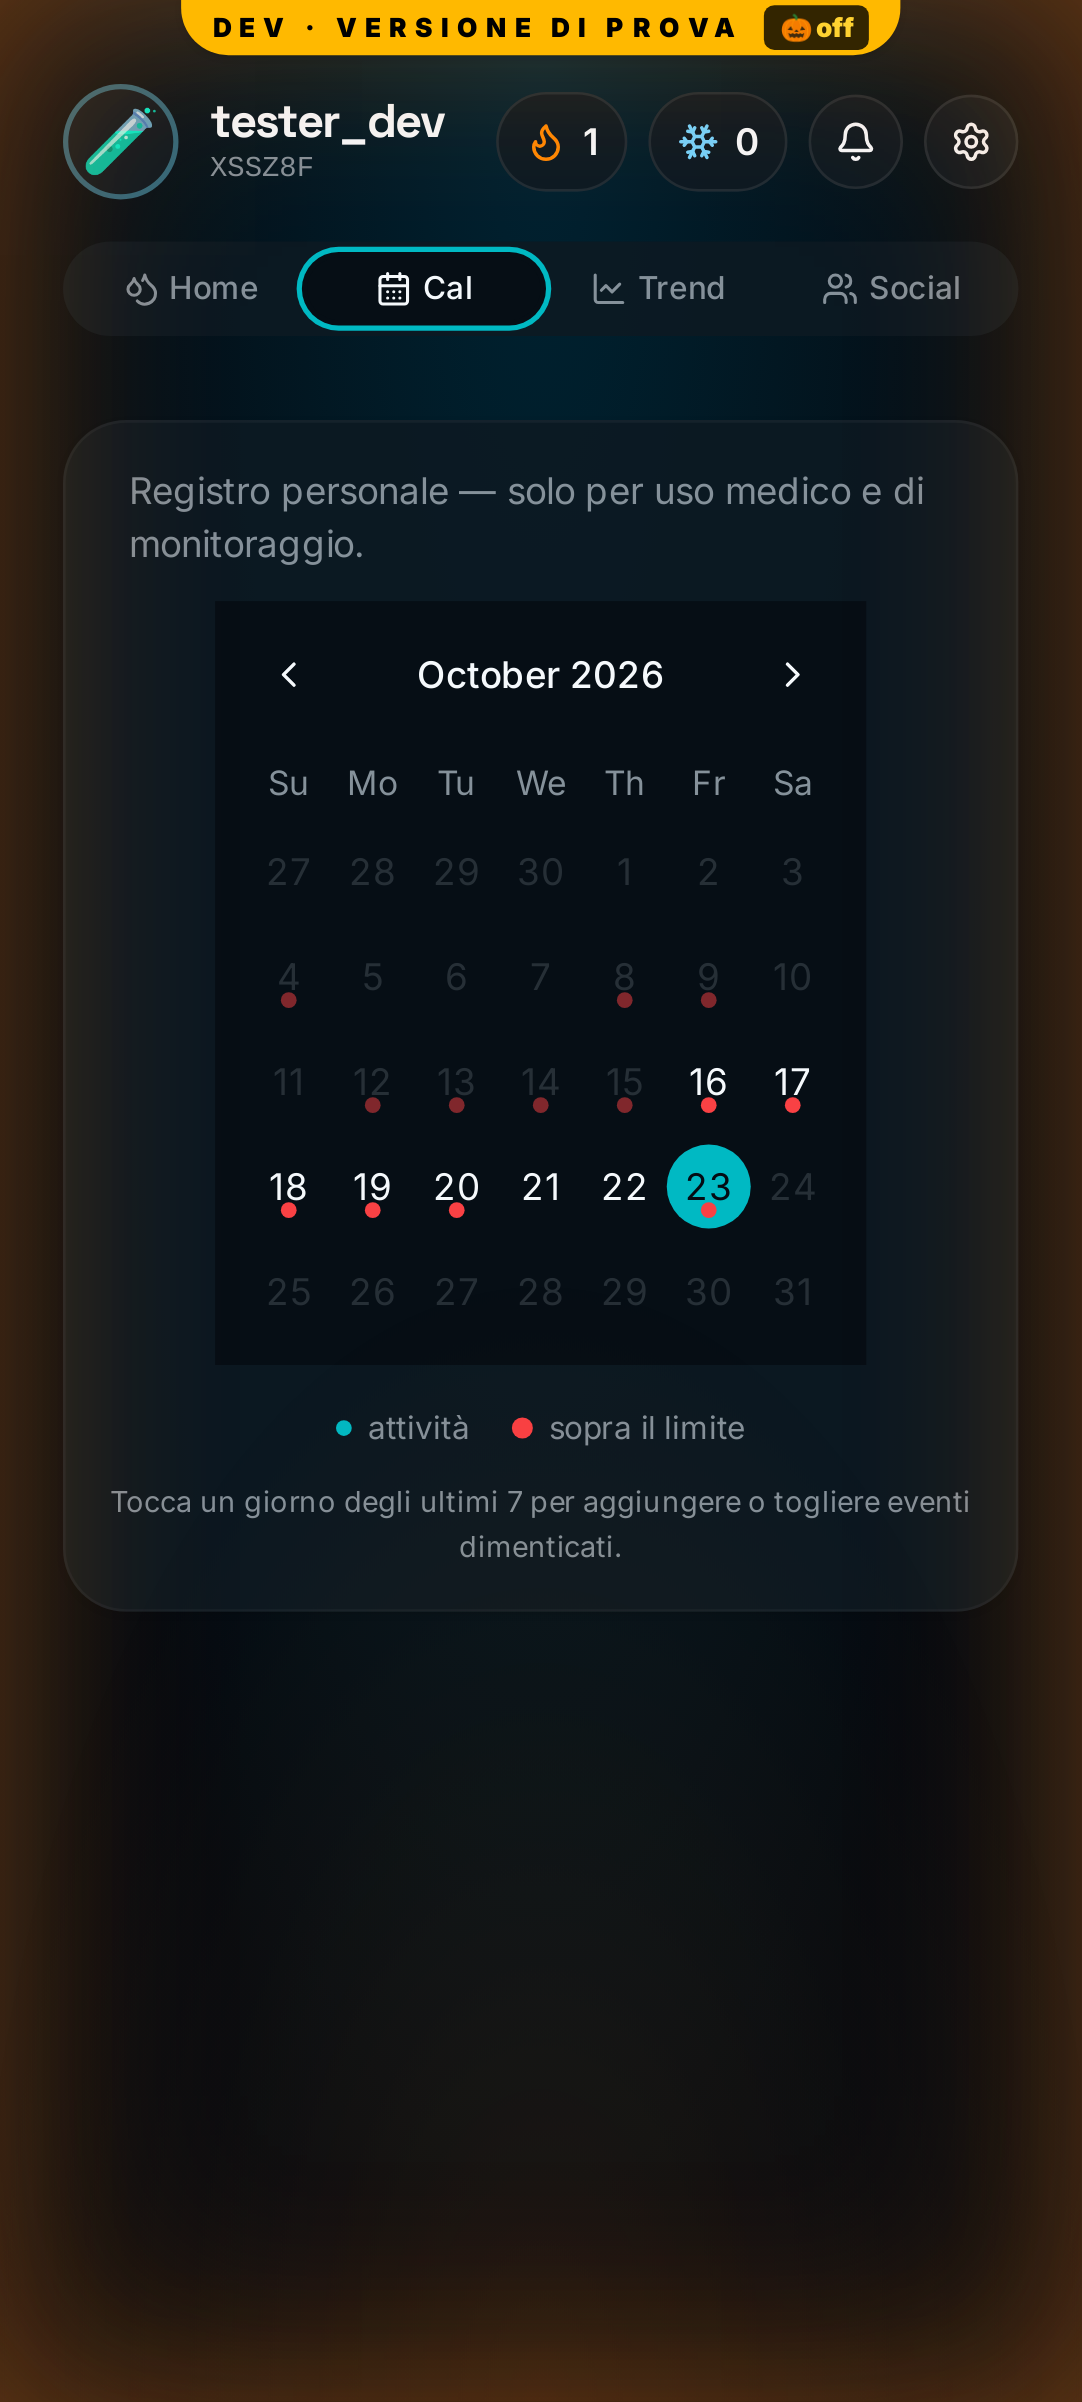 DEV · VERSIONE DI PROVA 🎃off
tester_dev
XSSZ8F
1
0
Home Cal Trend Social
Registro personale — solo per uso medico e di
monitoraggio.
October 2026
Su Mo Tu We Th Fr Sa
27 28 29 30 1 2 3
4 5 6 7 8 9 10
11 12 13 14 15 16 17
18 19 20 21 22 23 24
25 26 27 28 29 30 31
attività sopra il limite
Tocca un giorno degli ultimi 7 per aggiungere o togliere eventi
dimenticati.